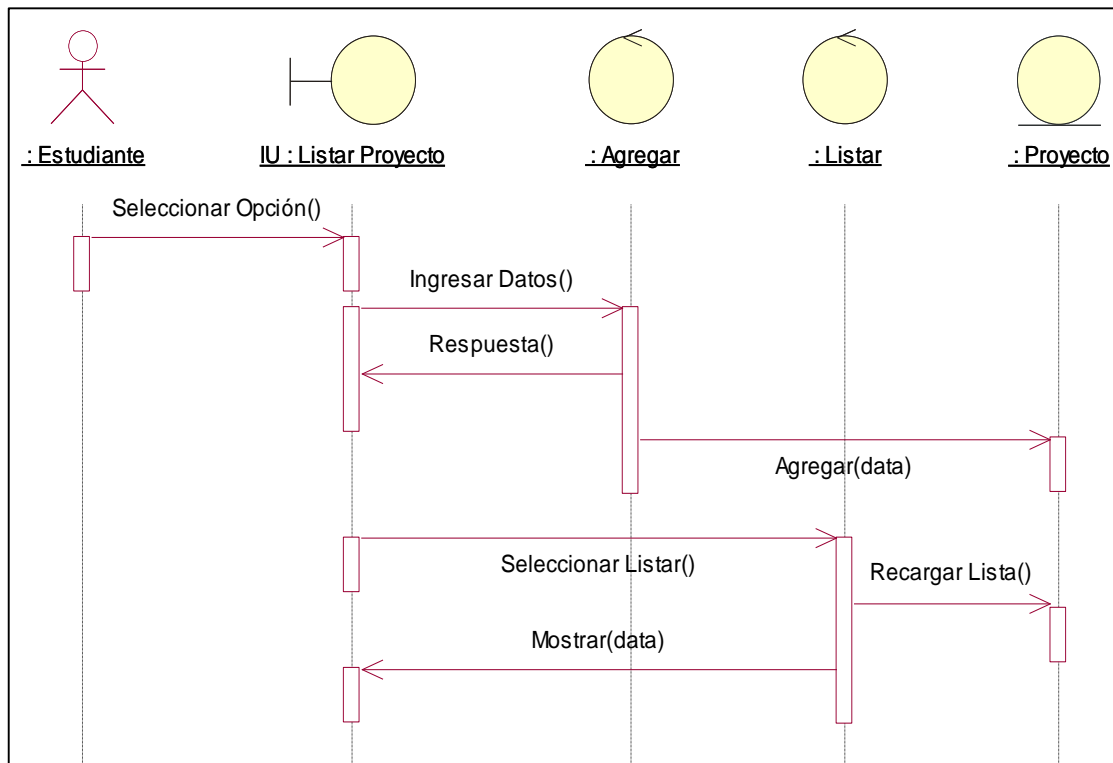 : Estudiante
IU : Listar Proyecto
: Agregar
: Listar
: Proyecto
Seleccionar Opción()
Ingresar Datos()
Respuesta()
Agregar(data)
Seleccionar Listar()
Recargar Lista()
Mostrar(data)